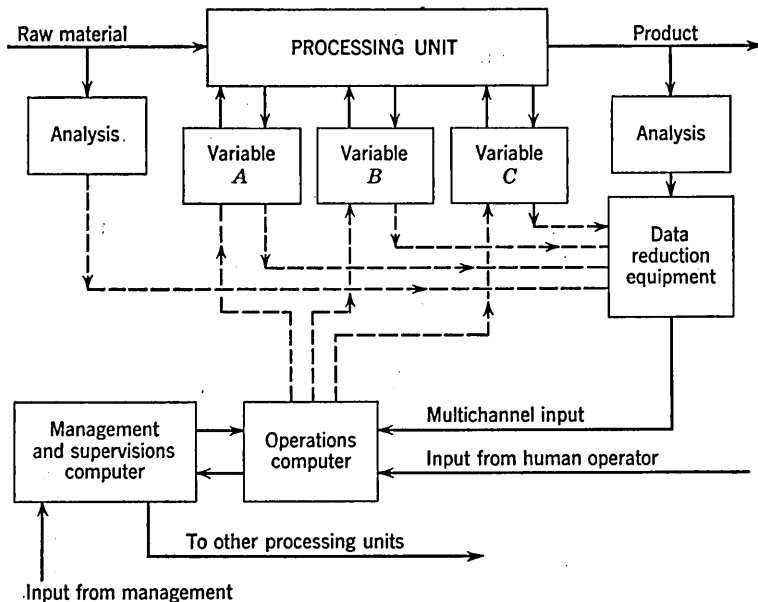 Raw material
PROCESSING UNIT
Product
Analysis
Variable
A
Variable
B
Variable
C
Analysis
Data
reduction
equipment
Management
and supervisions
computer
Operations
computer
Multichannel input
Input from human operator
To other processing units
Input from management